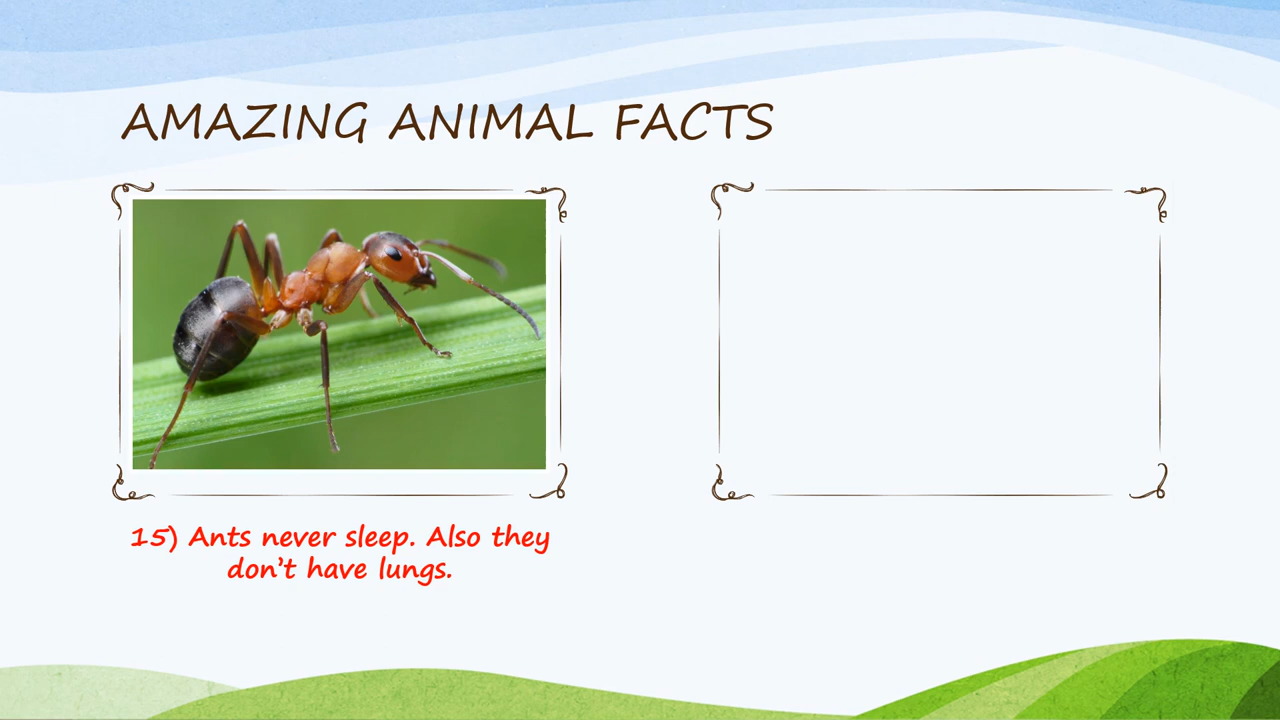 AMAZING ANIMAL FACTS
15) Ants never sleep. Also they
don’t have lungs.